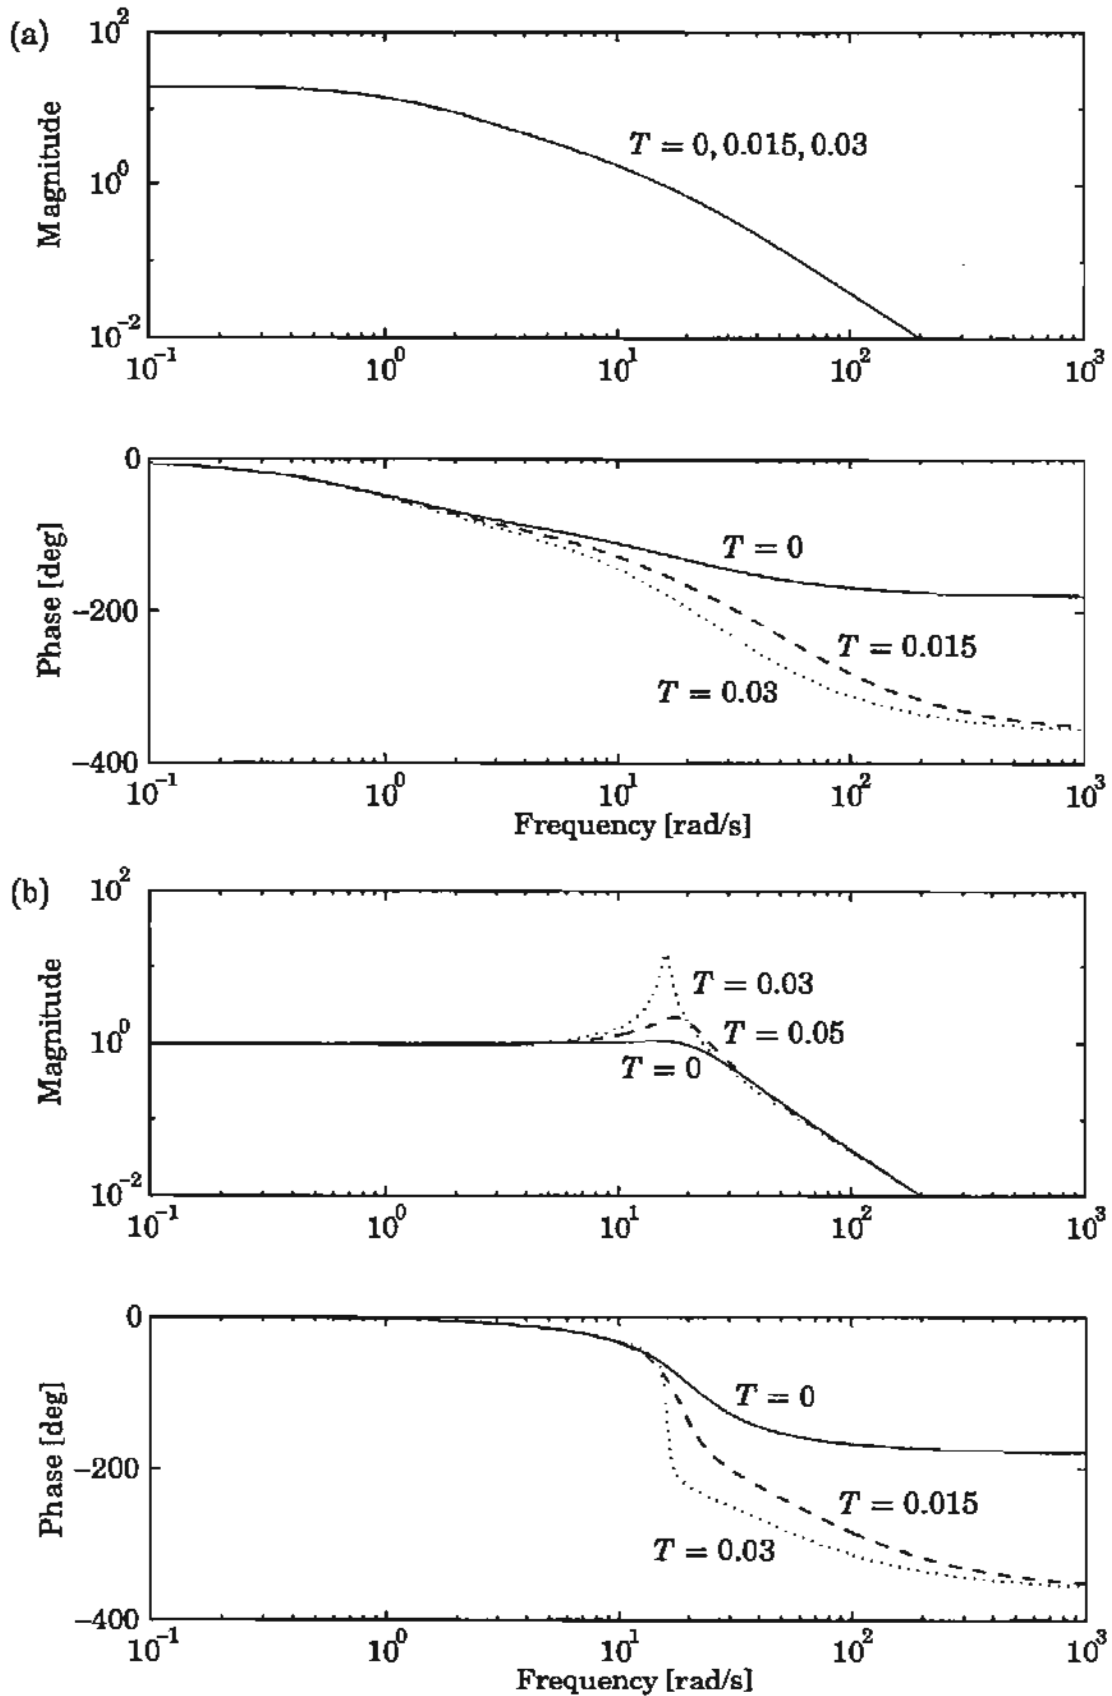 (a)
10^2
10^0
10^-2
Magnitude
T = 0, 0.015, 0.03
10^-1 10^0 10^1 10^2 10^3
0
-200
-400
Phase [deg]
T = 0
T = 0.015
T = 0.03
10^-1 10^0 10^1 10^2 10^3
Frequency [rad/s]
(b)
10^2
10^0
10^-2
Magnitude
T = 0.03
T = 0.05
T = 0
10^-1 10^0 10^1 10^2 10^3
0
-200
-400
Phase [deg]
T = 0
T = 0.015
T = 0.03
10^-1 10^0 10^1 10^2 10^3
Frequency [rad/s]